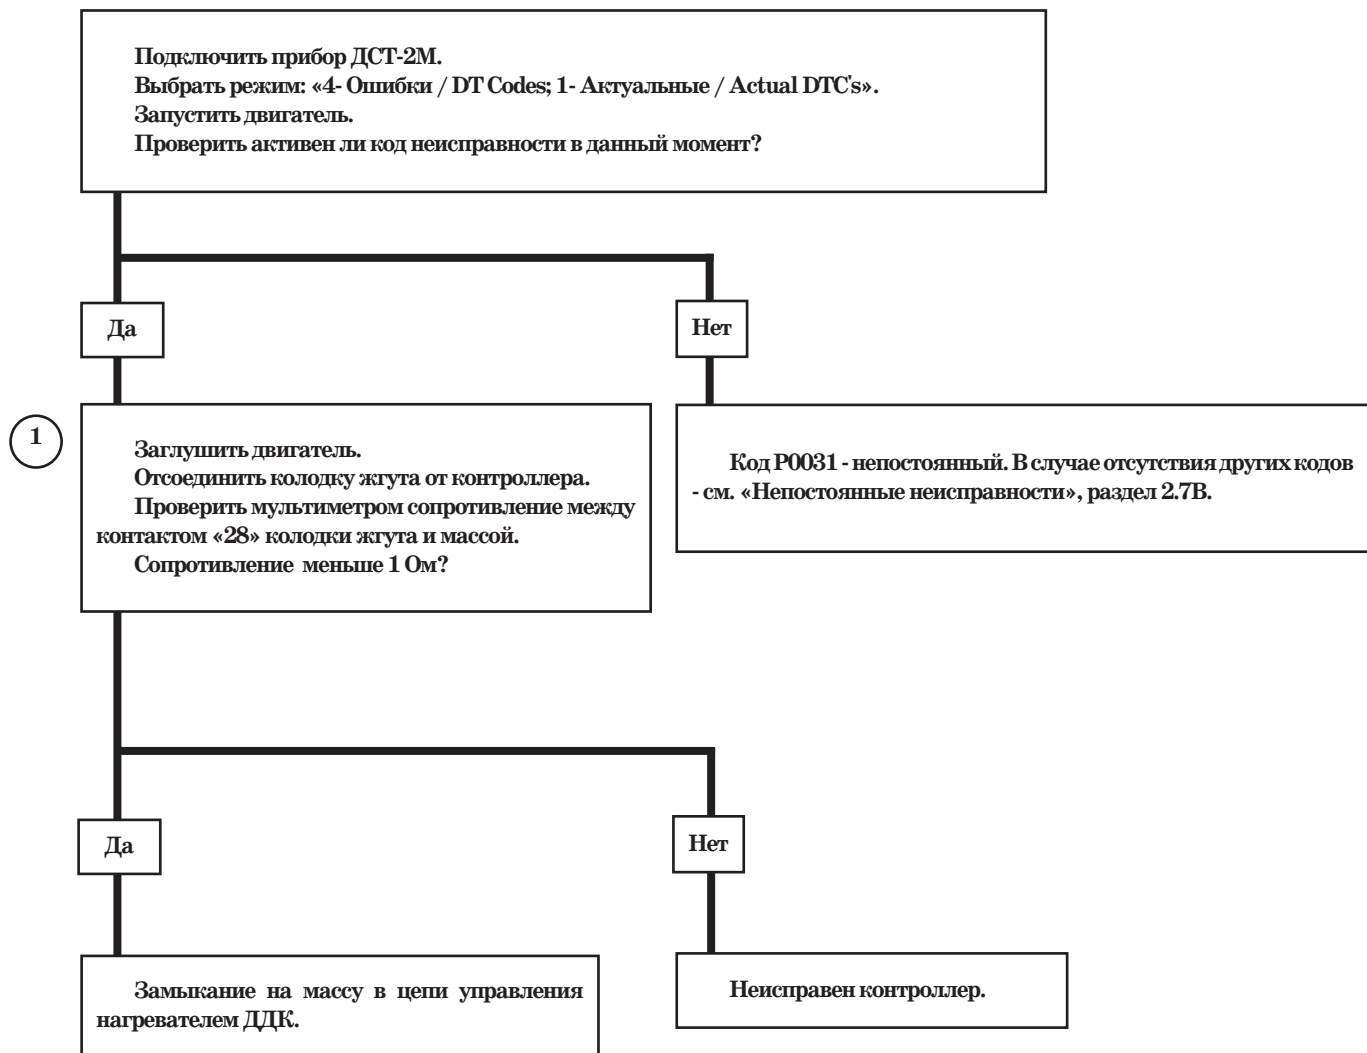 Подключить прибор ДСТ-2М.
Выбрать режим: «4- Ошибки / DT Codes; 1- Актуальные / Actual DTC's».
Запустить двигатель.
Проверить активен ли код неисправности в данный момент?
Да
Нет
1
Заглушить двигатель.
Отсоединить колодку жгута от контроллера.
Проверить мультиметром сопротивление между
контактом «28» колодки жгута и массой.
Сопротивление меньше 1 Ом?
Код Р0031 - непостоянный. В случае отсутствия других кодов
- см. «Непостоянные неисправности», раздел 2.7В.
Да
Нет
Замыкание на массу в цепи управления
нагревателем ДДК.
Неисправен контроллер.